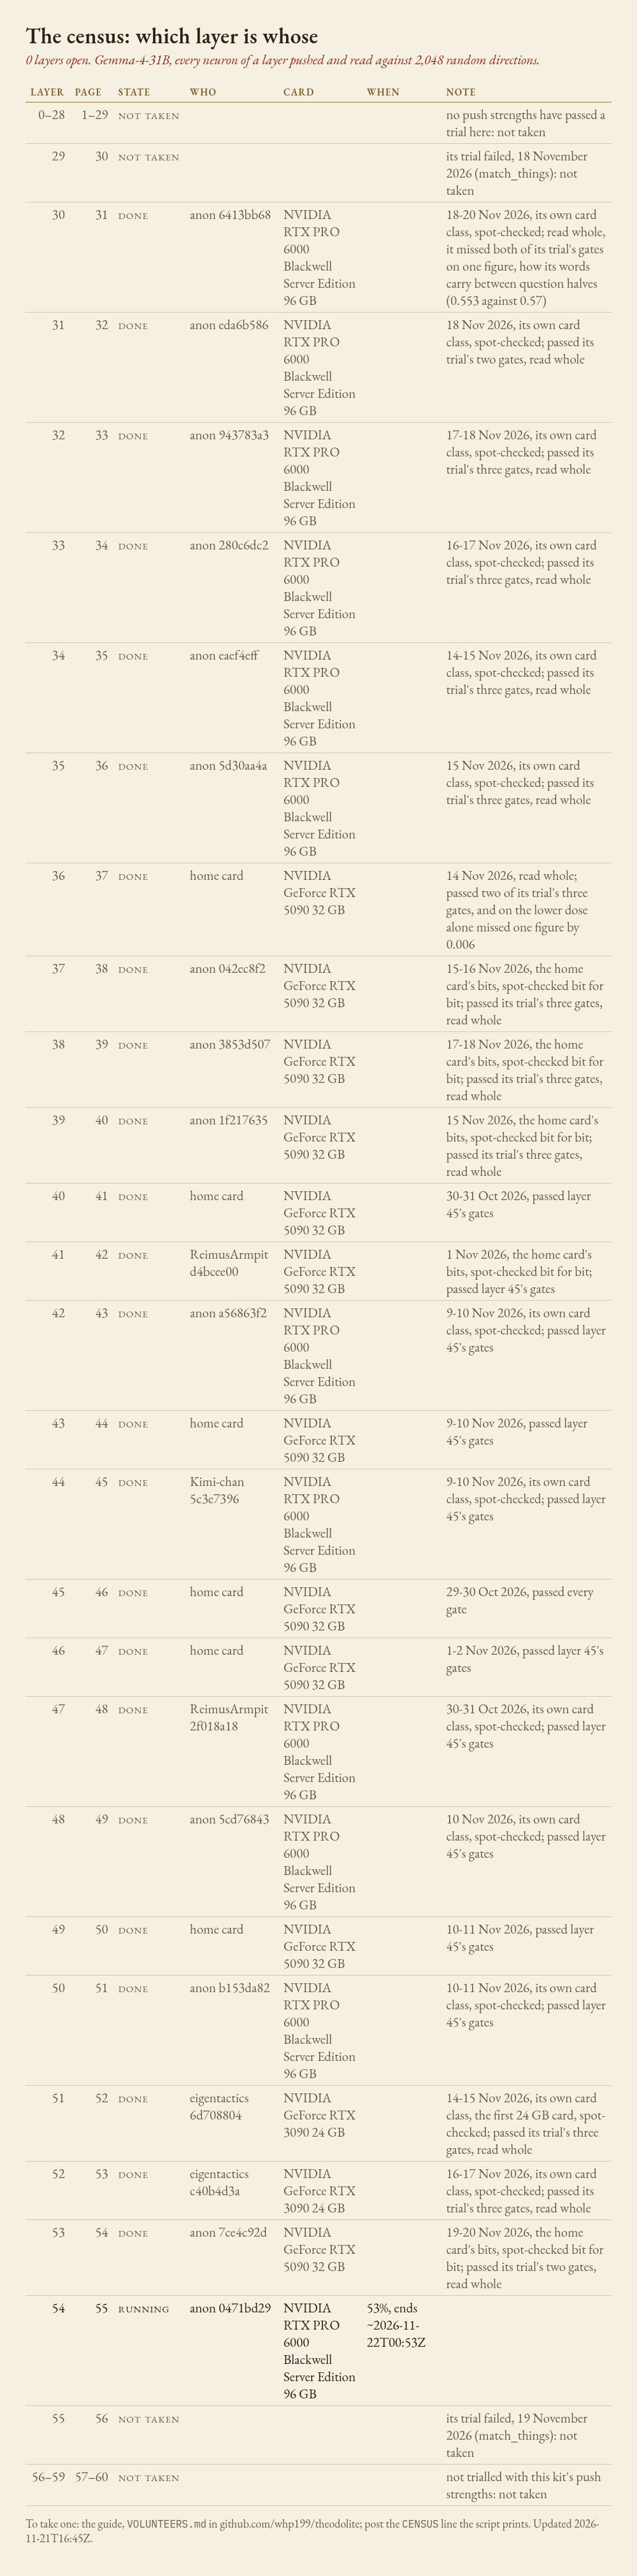 The census: which layer is whose
0 layers open. Gemma-4-31B, every neuron of a layer pushed and read against 2,048 random directions.
LAYER PAGE STATE WHO CARD WHEN NOTE
0–28 1–29 NOT TAKEN no push strengths have passed a
trial here: not taken
29 30 NOT TAKEN its trial failed, 18 November
2026 (match_things): not
taken
30 31 DONE anon 6413bb68 NVIDIA 18-20 Nov 2026, its own card
RTX PRO class, spot-checked; read whole,
6000 it missed both of its trial's gates
Blackwell on one figure, how its words
Server Edition carry between question halves
96 GB (0.553 against 0.57)
31 32 DONE anon eda6b586 NVIDIA 18 Nov 2026, its own card
RTX PRO class, spot-checked; passed its
6000 trial's two gates, read whole
Blackwell
Server Edition
96 GB
32 33 DONE anon 943783a3 NVIDIA 17-18 Nov 2026, its own card
RTX PRO class, spot-checked; passed its
6000 trial's three gates, read whole
Blackwell
Server Edition
96 GB
33 34 DONE anon 280c6dc2 NVIDIA 16-17 Nov 2026, its own card
RTX PRO class, spot-checked; passed its
6000 trial's three gates, read whole
Blackwell
Server Edition
96 GB
34 35 DONE anon eaef4eff NVIDIA 14-15 Nov 2026, its own card
RTX PRO class, spot-checked; passed its
6000 trial's three gates, read whole
Blackwell
Server Edition
96 GB
35 36 DONE anon 5d30aa4a NVIDIA 15 Nov 2026, its own card
RTX PRO class, spot-checked; passed its
6000 trial's three gates, read whole
Blackwell
Server Edition
96 GB
36 37 DONE home card NVIDIA 14 Nov 2026, read whole;
GeForce RTX passed two of its trial's three
5090 32 GB gates, and on the lower dose
alone missed one figure by
0.006
37 38 DONE anon 042ec8f2 NVIDIA 15-16 Nov 2026, the home
GeForce RTX card's bits, spot-checked bit for
5090 32 GB bit; passed its trial's three gates,
read whole
38 39 DONE anon 3853d507 NVIDIA 17-18 Nov 2026, the home
GeForce RTX card's bits, spot-checked bit for
5090 32 GB bit; passed its trial's three gates,
read whole
39 40 DONE anon 1f217635 NVIDIA 15 Nov 2026, the home card's
GeForce RTX bits, spot-checked bit for bit;
5090 32 GB passed its trial's three gates,
read whole
40 41 DONE home card NVIDIA 30-31 Oct 2026, passed layer
GeForce RTX 45's gates
5090 32 GB
41 42 DONE ReimusArmpit NVIDIA 1 Nov 2026, the home card's
d4bcee00 GeForce RTX bits, spot-checked bit for bit;
5090 32 GB passed layer 45's gates
42 43 DONE anon a56863f2 NVIDIA 9-10 Nov 2026, its own card
RTX PRO class, spot-checked; passed layer
6000 45's gates
Blackwell
Server Edition
96 GB
43 44 DONE home card NVIDIA 9-10 Nov 2026, passed layer
GeForce RTX 45's gates
5090 32 GB
44 45 DONE Kimi-chan NVIDIA 9-10 Nov 2026, its own card
5c3e7396 RTX PRO class, spot-checked; passed layer
6000 45's gates
Blackwell
Server Edition
96 GB
45 46 DONE home card NVIDIA 29-30 Oct 2026, passed every
GeForce RTX gate
5090 32 GB
46 47 DONE home card NVIDIA 1-2 Nov 2026, passed layer 45's
GeForce RTX gates
5090 32 GB
47 48 DONE ReimusArmpit NVIDIA 30-31 Oct 2026, its own card
2f018a18 RTX PRO class, spot-checked; passed layer
6000 45's gates
Blackwell
Server Edition
96 GB
48 49 DONE anon 5cd76843 NVIDIA 10 Nov 2026, its own card
RTX PRO class, spot-checked; passed layer
6000 45's gates
Blackwell
Server Edition
96 GB
49 50 DONE home card NVIDIA 10-11 Nov 2026, passed layer
GeForce RTX 45's gates
5090 32 GB
50 51 DONE anon b153da82 NVIDIA 10-11 Nov 2026, its own card
RTX PRO class, spot-checked; passed layer
6000 45's gates
Blackwell
Server Edition
96 GB
51 52 DONE eigentactics NVIDIA 14-15 Nov 2026, its own card
6d708804 GeForce RTX class, the first 24 GB card, spot-
3090 24 GB checked; passed its trial's three
gates, read whole
52 53 DONE eigentactics NVIDIA 16-17 Nov 2026, its own card
c40b4d3a GeForce RTX class, spot-checked; passed its
3090 24 GB trial's three gates, read whole
53 54 DONE anon 7ce4c92d NVIDIA 19-20 Nov 2026, the home
GeForce RTX card's bits, spot-checked bit for
5090 32 GB bit; passed its trial's two gates,
read whole
54 55 RUNNING anon 0471bd29 NVIDIA 53%, ends
RTX PRO ~2026-11-
6000 22T00:53Z
Blackwell
Server Edition
96 GB
55 56 NOT TAKEN its trial failed, 19 November
2026 (match_things): not
taken
56–59 57–60 NOT TAKEN not trialled with this kit's push
strengths: not taken
To take one: the guide, VOLUNTEERS.md in github.com/whp199/theodolite; post the CENSUS line the script prints. Updated 2026-
11-21T16:45Z.